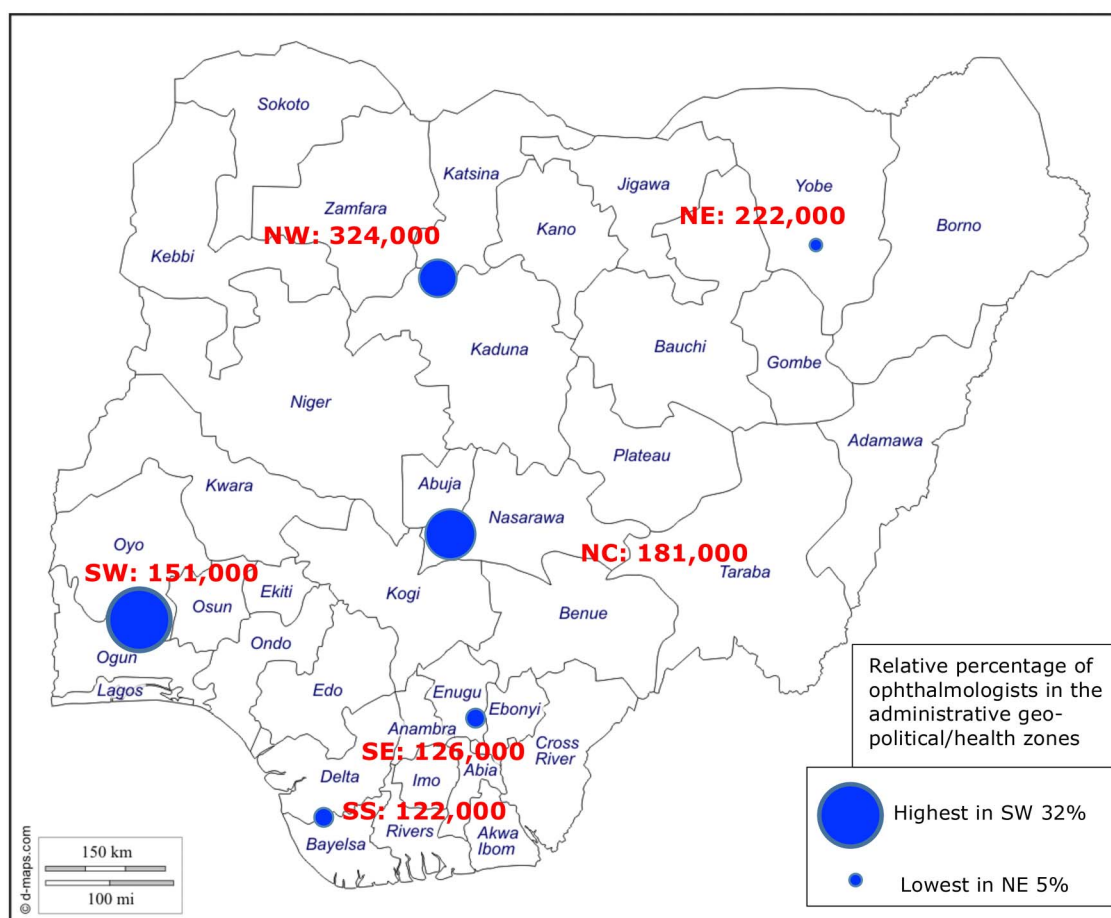 Sokoto
Katsina
Jigawa
Yobe
Zamfara
NE: 222,000
NW: 324,000
Kano
Borno
Kebbi
Kaduna
Bauchi
Gombe
Niger
Adamawa
Plateau
Abuja
Kwara
Nasarawa
Oyo
NC: 181,000
SW: 151,000
Taraba
Ekiti
Kogi
Osun
Benue
Ondo
Ogun
Lagos
Edo
Enugu
Ebonyi
Anambra
Cross
River
SE: 126,000
Delta
Imo
Abia
SS: 122,000
Bayelsa
Rivers
Akwa
Ibom
Relative percentage of
ophthalmologists in the
administrative geo-
political/health zones
Highest in SW 32%
Lowest in NE 5%
150 km
100 mi
© d-maps.com